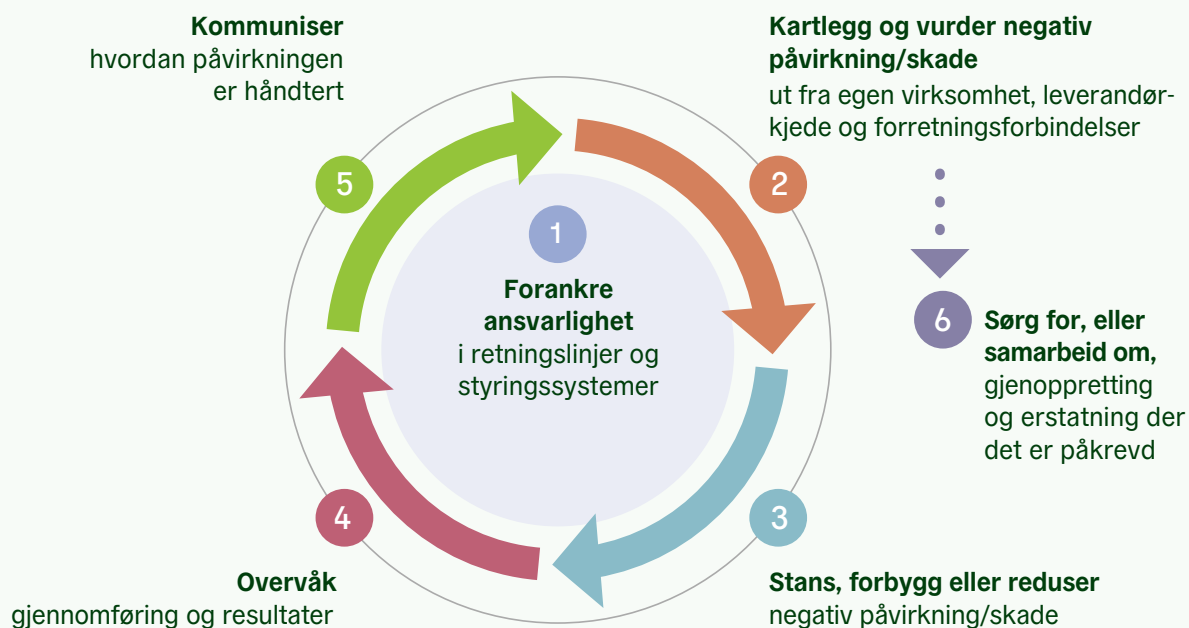 1
Forankre
ansvarlighet
i retningslinjer og
styringssystemer
2
Kartlegg og vurder negativ
påvirkning/skade
ut fra egen virksomhet, leverandør-
kjede og forretningsforbindelser
3
Stans, forbygg eller reduser
negativ påvirkning/skade
4
Overvåk
gjennomføring og resultater
5
Kommuniser
hvordan påvirkningen
er håndtert
6
Sørg for, eller
samarbeid om,
gjenoppretting
og erstatning der
det er påkrevd